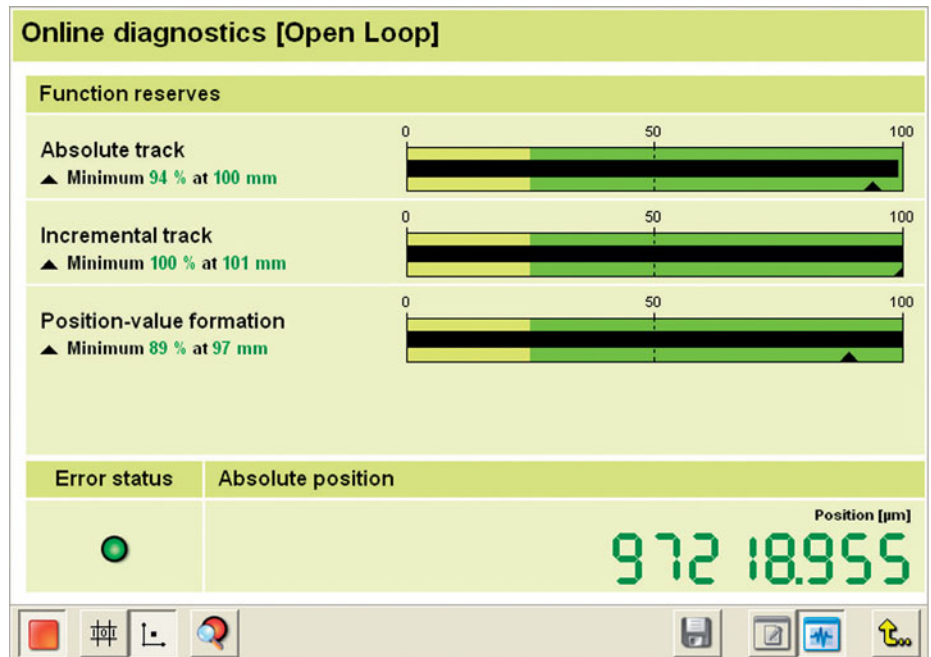 Online diagnostics [Open Loop]
Function reserves
Absolute track
▲ Minimum 94 % at 100 mm
0 50 100
Incremental track
▲ Minimum 100 % at 101 mm
0 50 100
Position-value formation
▲ Minimum 89 % at 97 mm
0 50 100
Error status
Absolute position
Position [µm]
97218.955